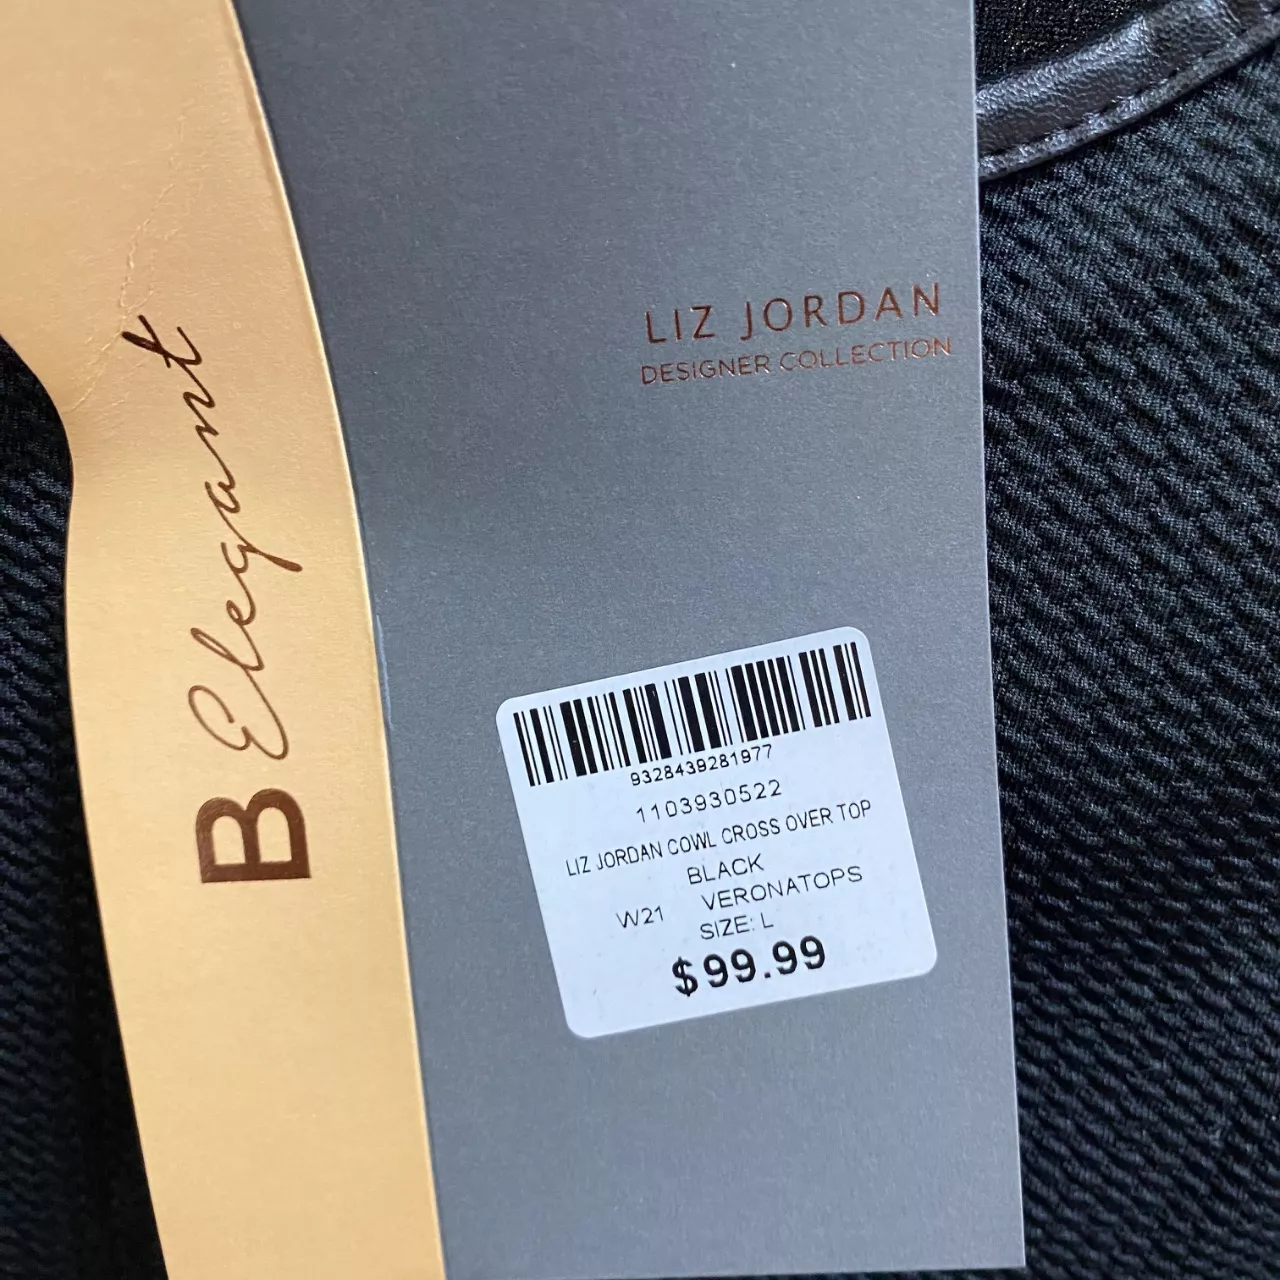 B Elegant
LIZ JORDAN
DESIGNER COLLECTION
9328439281977
1103930522
LIZ JORDAN COWL CROSS OVER TOP
BLACK
W21 VERONATOPS
SIZE: L
$99.99